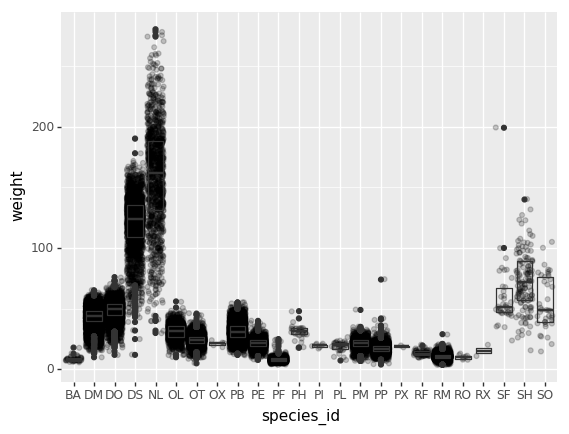 200
100
0
weight
BA DM DO DS NL OL OT OX PB PE PF PH PI PL PM PP PX RF RM RO RX SF SH SO
species_id